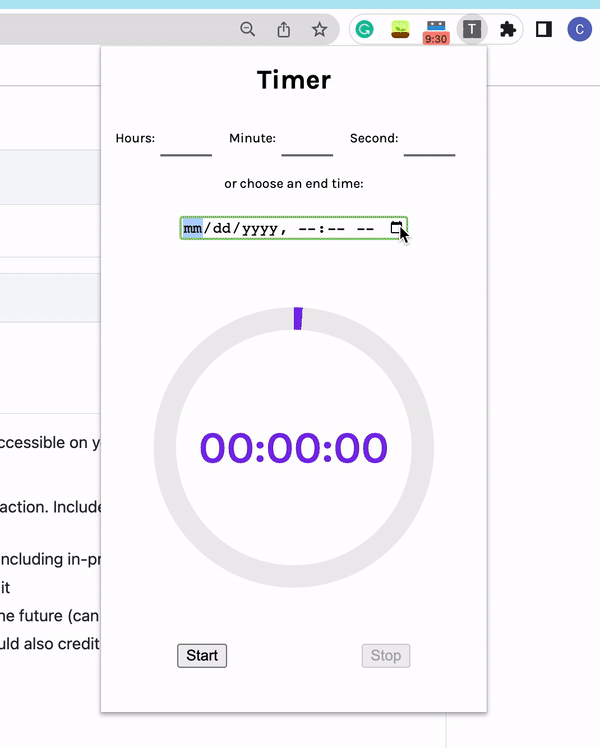 G
T
C
9:30
Timer
Hours: Minute: Second:
or choose an end time:
mm/dd/yyyy, --:-- --
00:00:00
ccessible on y
action. Include
ncluding in-pr
it
he future (can
uld also credit
Start Stop